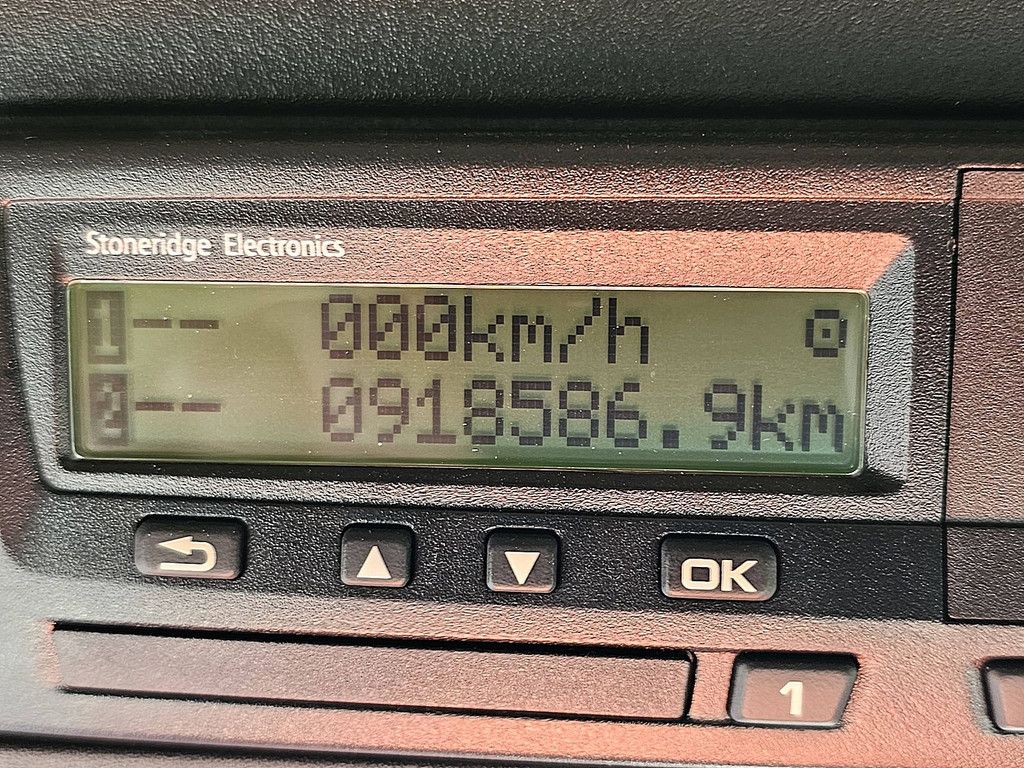 Stoneridge Electronics
1 -- 000km/h
2 -- 0918586.9km
OK
1